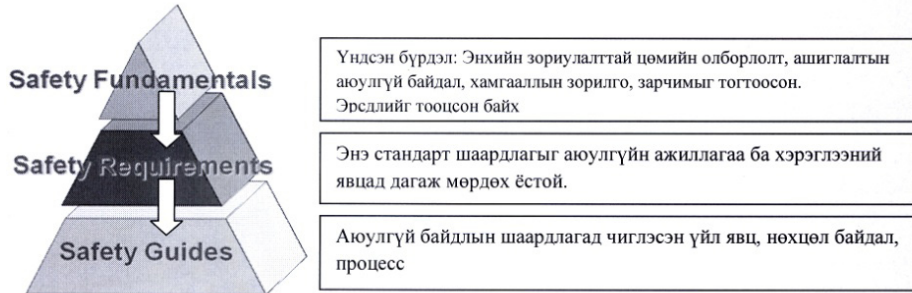 Safety Fundamentals
Үндсэн бүрдэл: Энхийн зориулалттай цөмийн олборлолт, ашиглалтын
аюулгүй байдал, хамгааллын зорилго, зарчимыг тогтоосон.
Эрсдлийг тооцсон байх
Safety Requirements
Энэ стандарт шаардлагыг аюулгүйн ажиллагаа ба хэрэглээний
явцад дагаж мөрдөх ёстой.
Safety Guides
Аюулгүй байдлын шаардлагад чиглэсэн үйл явц, нөхцөл байдал,
процесс